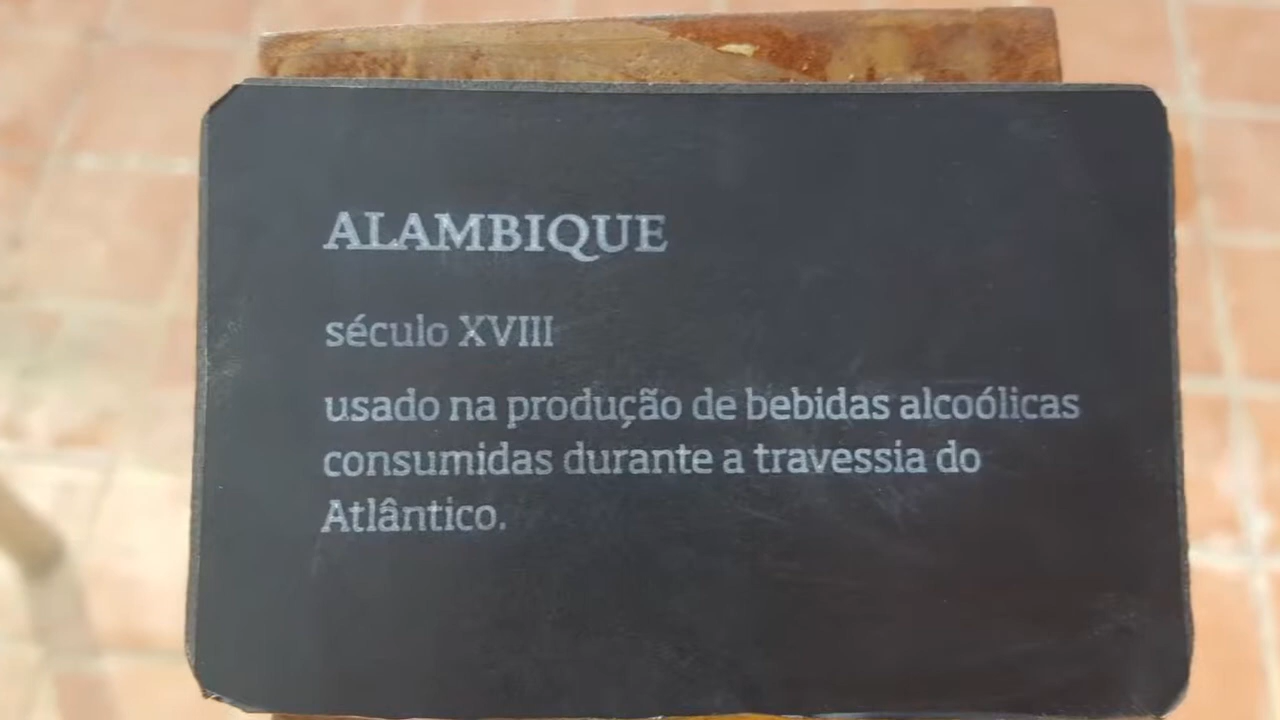 ALAMBIQUE
século XVIII
usado na produção de bebidas alcoólicas
consumidas durante a travessia do
Atlântico.